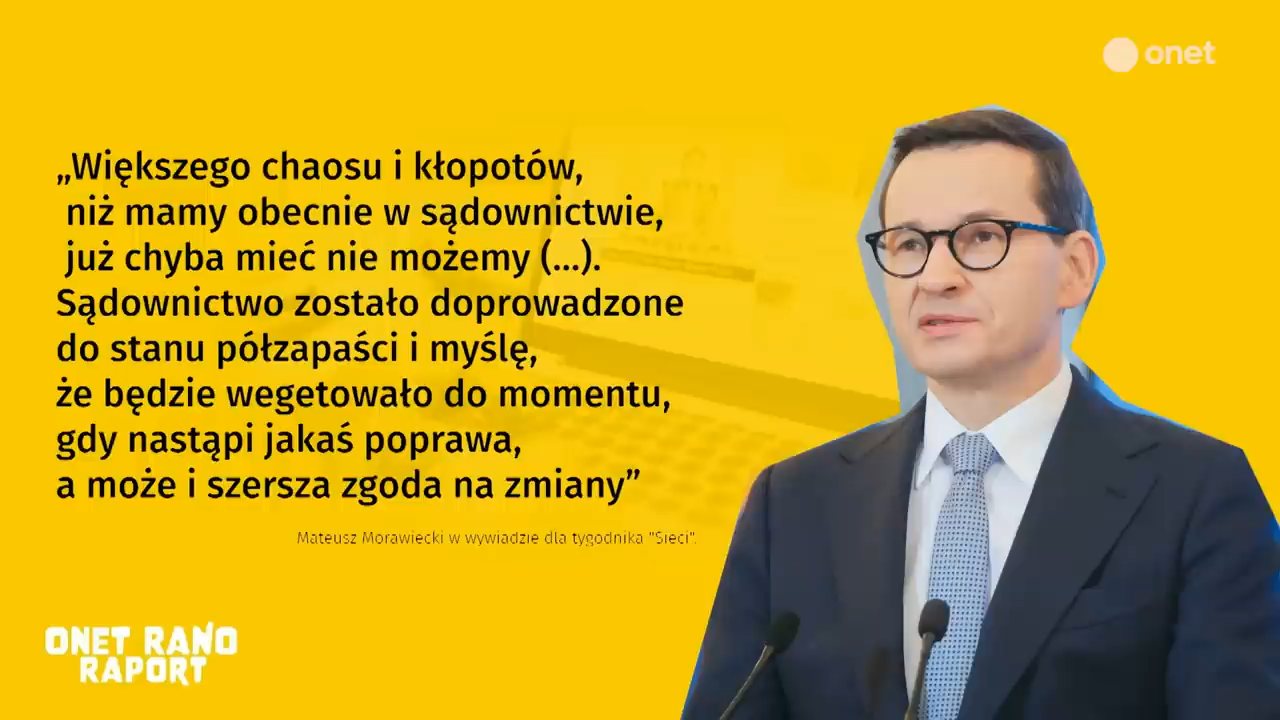 onet
„Większego chaosu i kłopotów,
niż mamy obecnie w sądownictwie,
już chyba mieć nie możemy (...).
Sądownictwo zostało doprowadzone
do stanu półzapaści i myślę,
że będzie wegetowało do momentu,
gdy nastąpi jakaś poprawa,
a może i szersza zgoda na zmiany”
Mateusz Morawiecki w wywiadzie dla tygodnika "Sieci".
ONET RANO
RAPORT